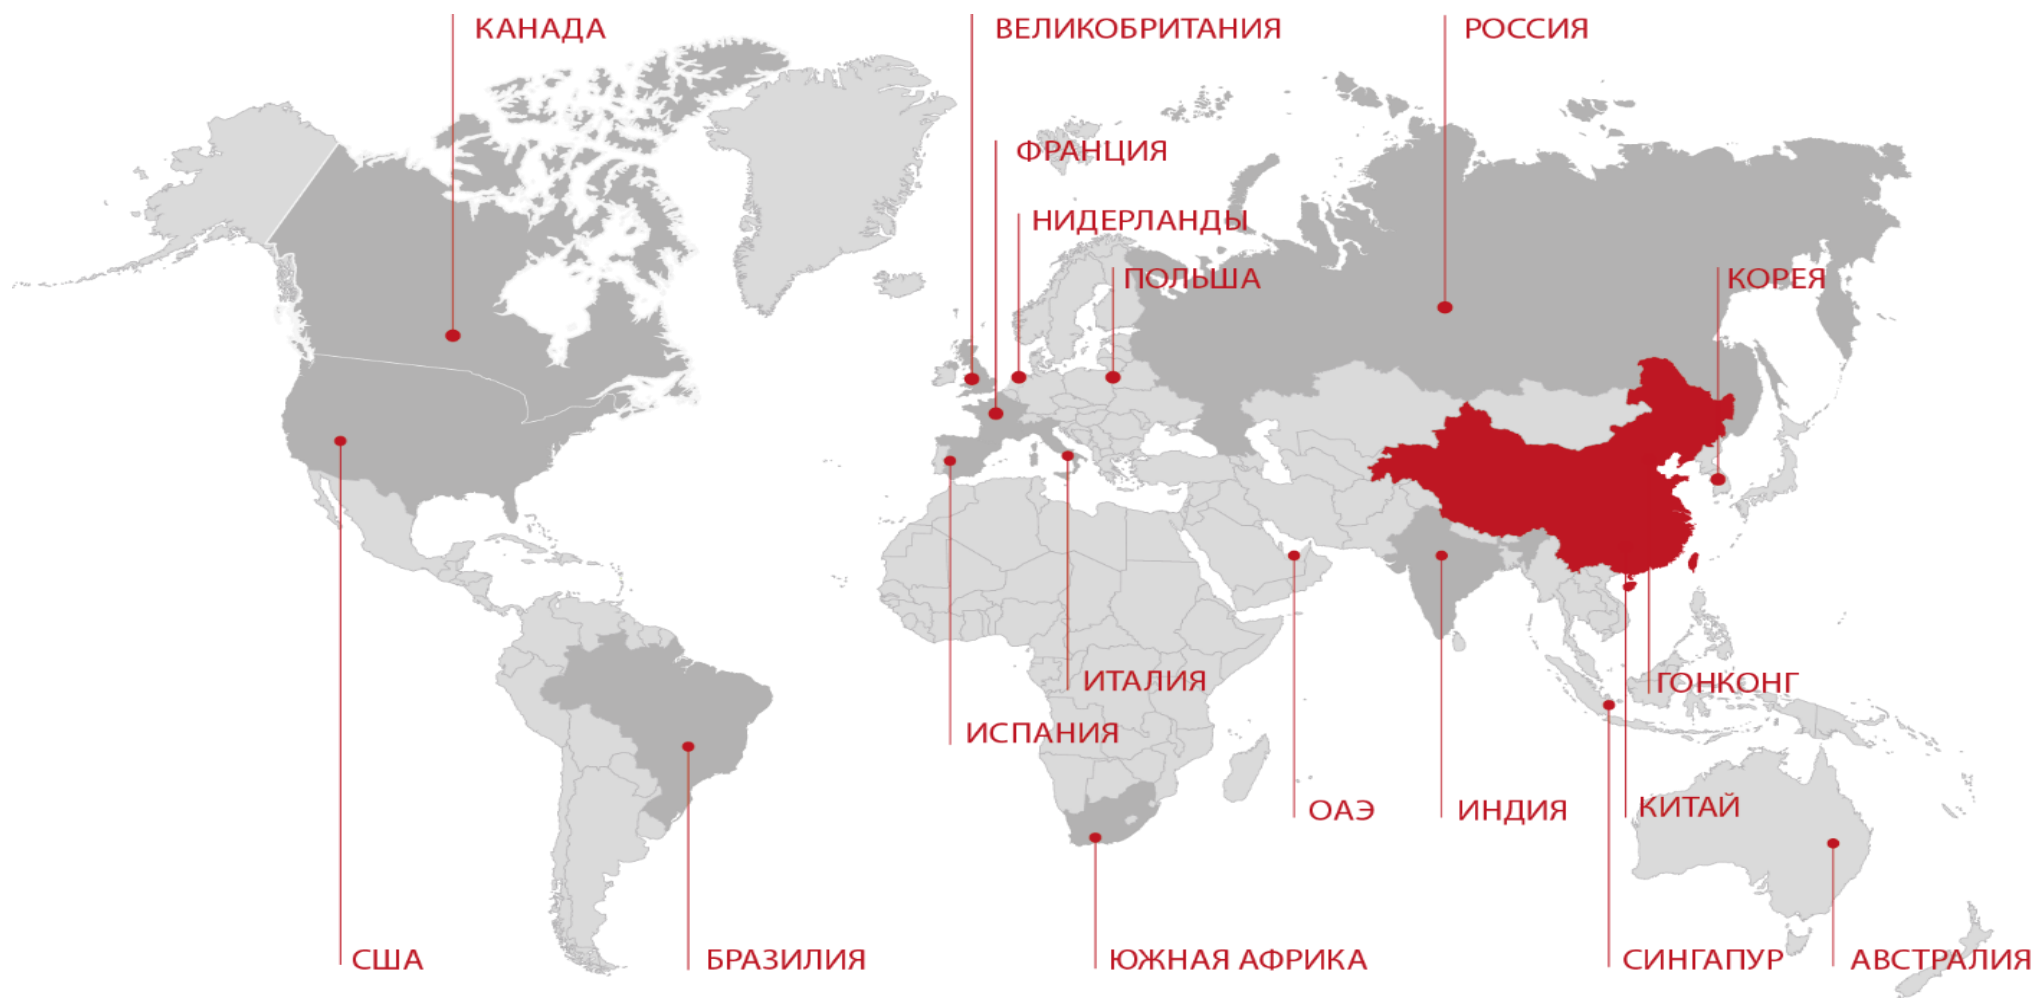 КАНАДА
ВЕЛИКОБРИТАНИЯ
РОССИЯ
ФРАНЦИЯ
НИДЕРЛАНДЫ
ПОЛЬША
КОРЕЯ
ИТАЛИЯ
ГОНКОНГ
ИСПАНИЯ
ОАЭ
ИНДИЯ
КИТАЙ
США
БРАЗИЛИЯ
ЮЖНАЯ АФРИКА
СИНГАПУР
АВСТРАЛИЯ